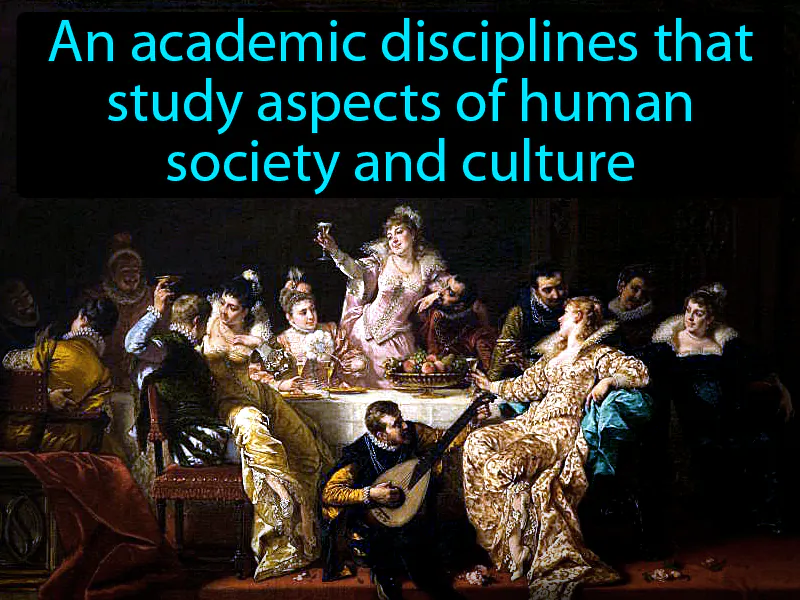 An academic disciplines that
study aspects of human
society and culture